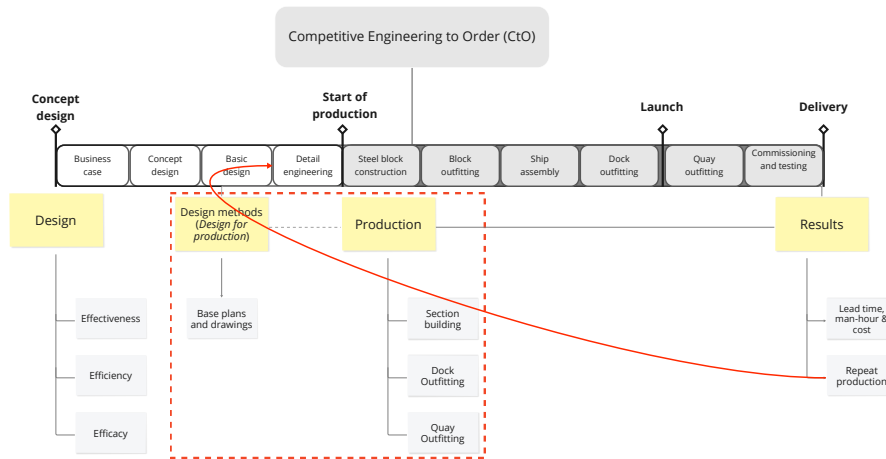 Competitive Engineering to Order (CtO)
Concept
design
Start of
production
Launch
Delivery
Business
case
Concept
design
Basic
design
Detail
engineering
Steel block
construction
Block
outfitting
Ship
assembly
Dock
outfitting
Quay
outfitting
Commissioning
and testing
Design
Design methods
(Design for
production)
Production
Results
Effectiveness
Efficiency
Efficacy
Base plans
and drawings
Section
building
Dock
Outfitting
Quay
Outfitting
Lead time,
man-hour &
cost
Repeat
production